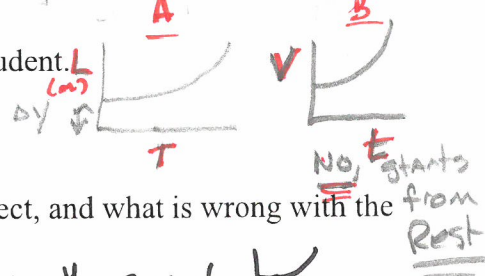 A
B
udent. L
(m)
V
Δy
T
t
No, starts
from
Rest
ect, and what is wrong with the